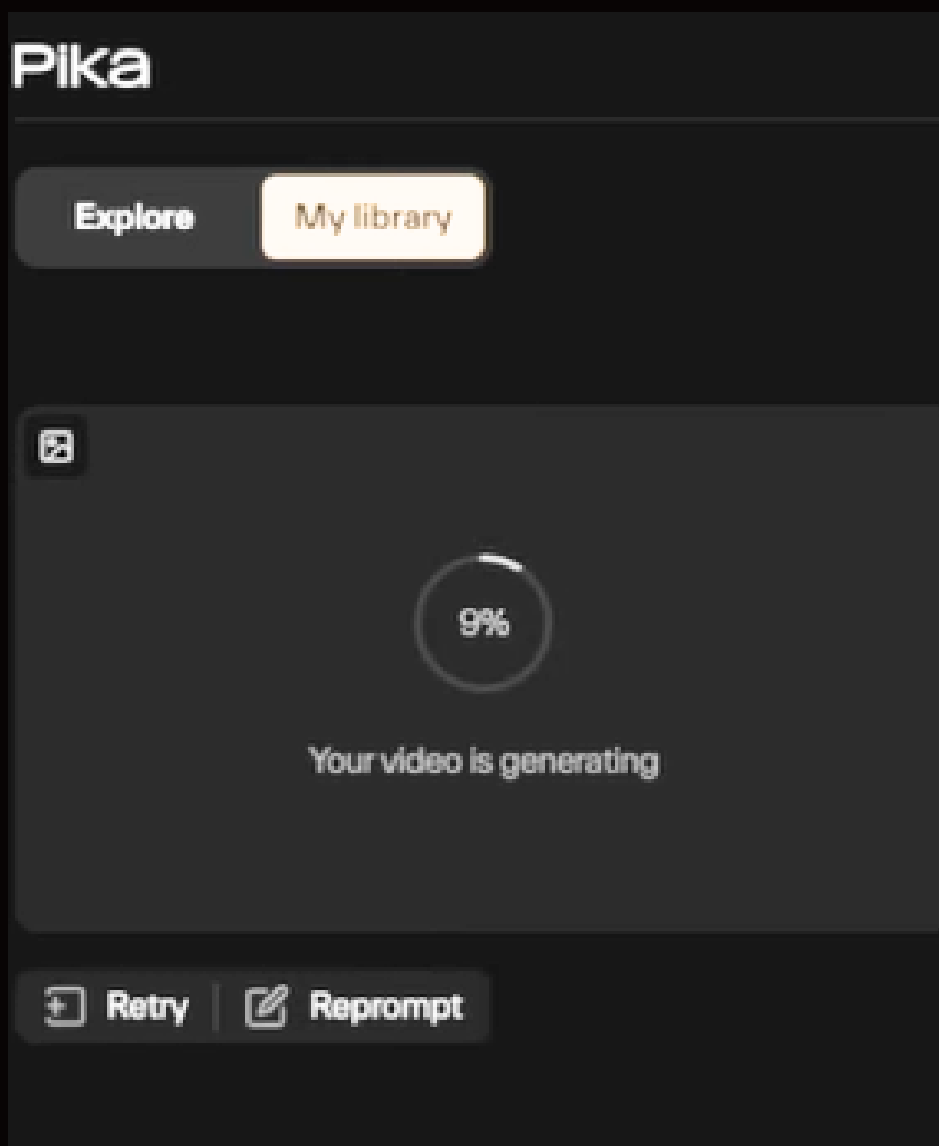 Pika
Explore My library
9%
Your video is generating
Retry Reprompt